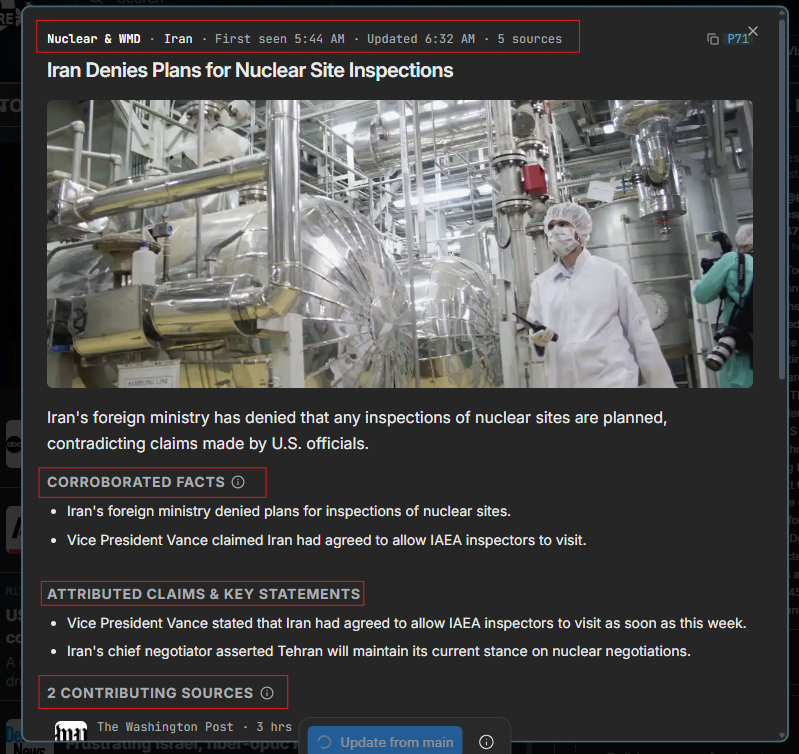 Nuclear & WMD · Iran · First seen 5:44 AM · Updated 6:32 AM · 5 sources
P71
Iran Denies Plans for Nuclear Site Inspections
SAMPLING LINE
Iran's foreign ministry has denied that any inspections of nuclear sites are planned,
contradicting claims made by U.S. officials.
CORROBORATED FACTS
• Iran's foreign ministry denied plans for inspections of nuclear sites.
• Vice President Vance claimed Iran had agreed to allow IAEA inspectors to visit.
ATTRIBUTED CLAIMS & KEY STATEMENTS
• Vice President Vance stated that Iran had agreed to allow IAEA inspectors to visit as soon as this week.
• Iran's chief negotiator asserted Tehran will maintain its current stance on nuclear negotiations.
2 CONTRIBUTING SOURCES
The Washington Post · 3 hrs
Update from main
Frustrating Israel, fiber-optic